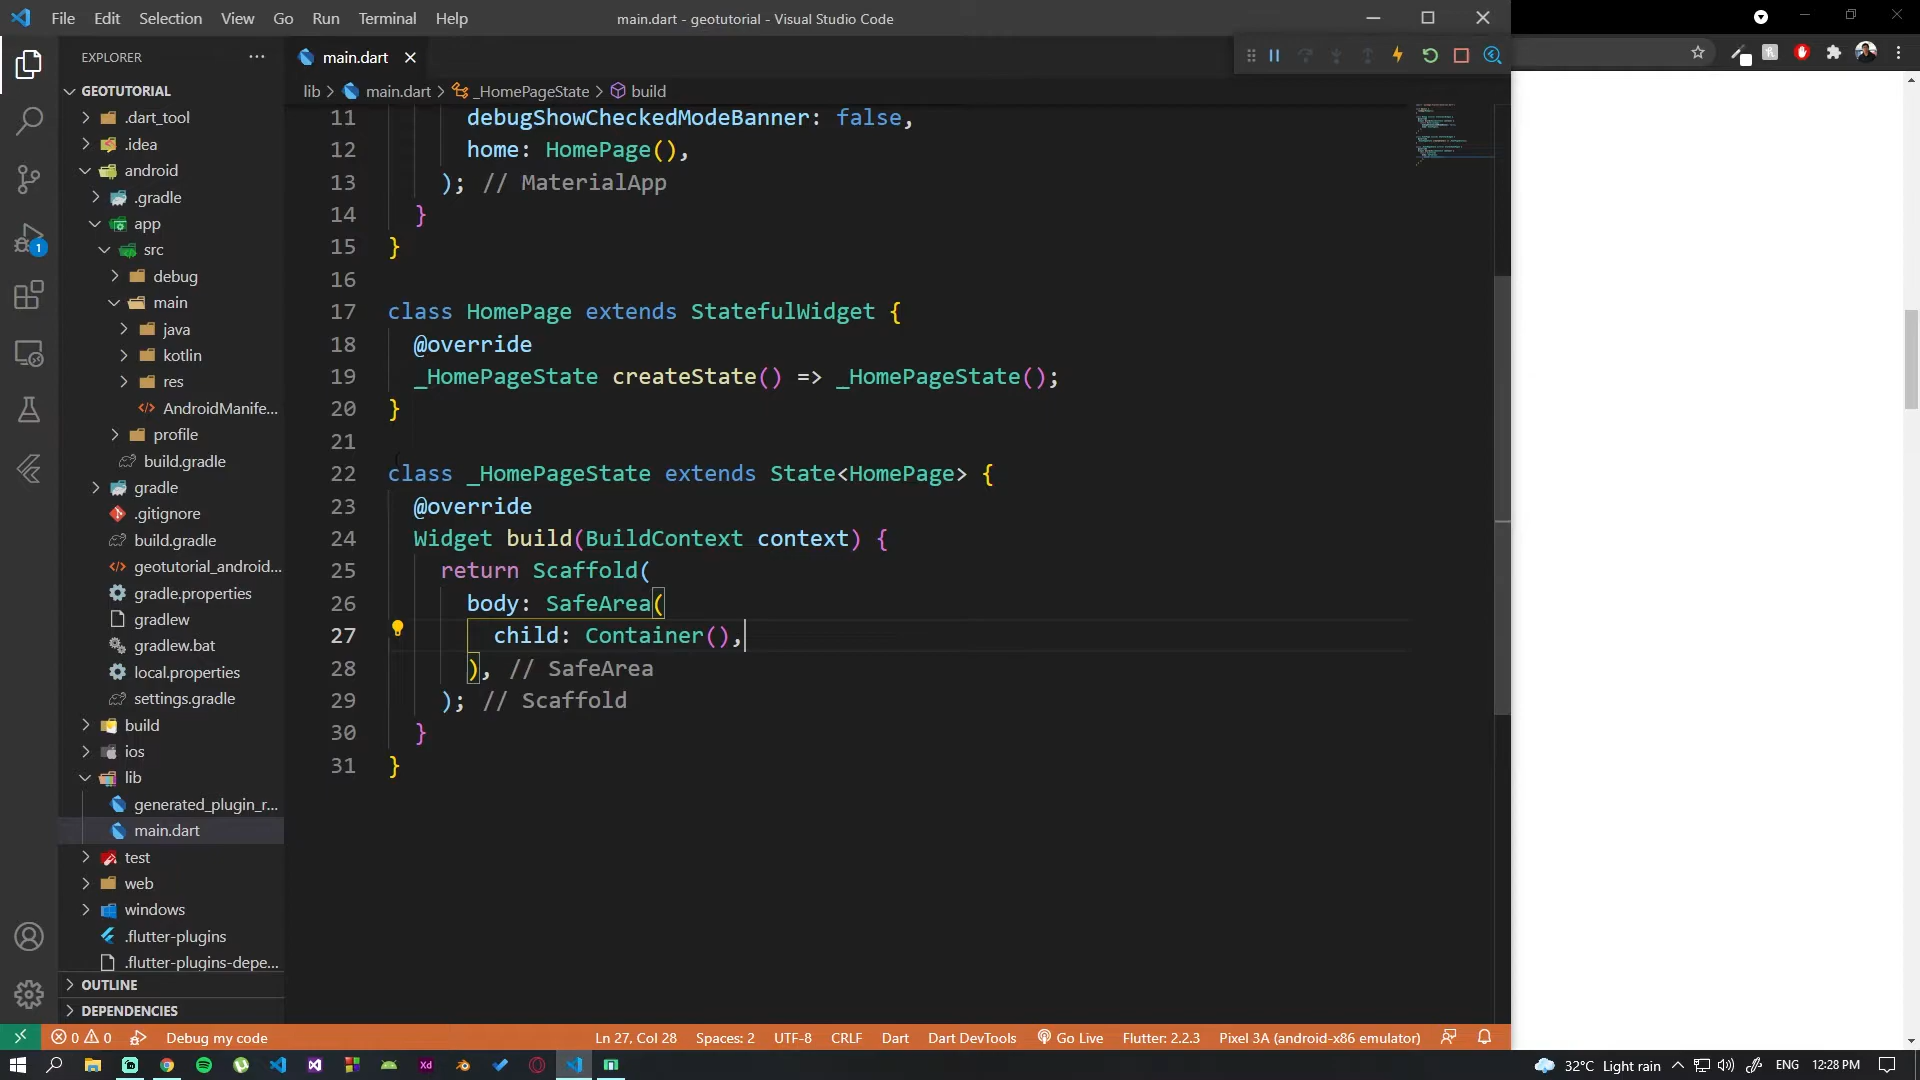 File Edit Selection View Go Run Terminal Help
main.dart - geotutorial - Visual Studio Code
EXPLORER
GEOTUTORIAL
.dart_tool
.idea
android
.gradle
app
src
debug
main
java
kotlin
res
AndroidManife...
profile
build.gradle
gradle
.gitignore
build.gradle
geotutorial_android...
gradle.properties
gradlew
gradlew.bat
local.properties
settings.gradle
build
ios
lib
generated_plugin_r...
main.dart
test
web
windows
.flutter-plugins
.flutter-plugins-depe...
OUTLINE
DEPENDENCIES
1
main.dart
lib > main.dart > _HomePageState > build
11 debugShowCheckedModeBanner: false,
12 home: HomePage(),
13 ); // MaterialApp
14 }
15 }
16
17 class HomePage extends StatefulWidget {
18 @override
19 _HomePageState createState() => _HomePageState();
20 }
21
22 class _HomePageState extends State<HomePage> {
23 @override
24 Widget build(BuildContext context) {
25 return Scaffold(
26 body: SafeArea(
27 child: Container(),
28 ), // SafeArea
29 ); // Scaffold
30 }
31 }
0 0 Debug my code Ln 27, Col 28 Spaces: 2 UTF-8 CRLF Dart Dart DevTools Go Live Flutter: 2.2.3 Pixel 3A (android-x86 emulator)
Xd 32°C Light rain ENG 12:28 PM